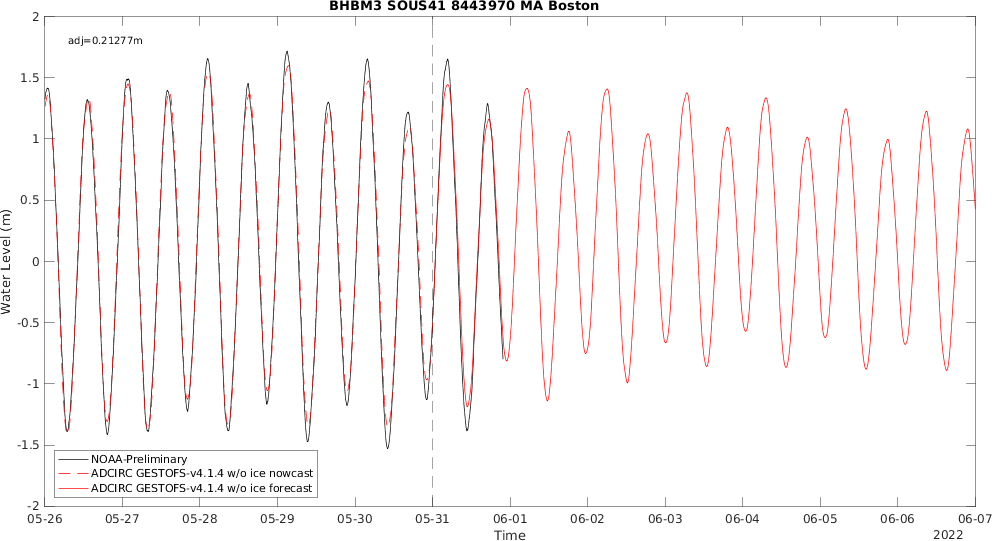 BHBM3 SOUS41 8443970 MA Boston
adj=0.21277m
Water Level (m)
2
1.5
1
0.5
0
-0.5
-1
-1.5
-2
NOAA-Preliminary
ADCIRC GESTOFS-v4.1.4 w/o ice nowcast
ADCIRC GESTOFS-v4.1.4 w/o ice forecast
05-26 05-27 05-28 05-29 05-30 05-31 06-01 06-02 06-03 06-04 06-05 06-06 06-07
Time
2022